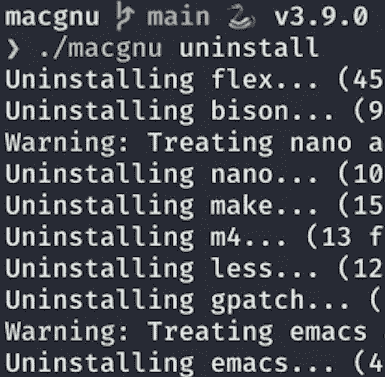 macgnu main v3.9.0
❯ ./macgnu uninstall
Uninstalling flex... (45
Uninstalling bison... (9
Warning: Treating nano a
Uninstalling nano... (10
Uninstalling make... (15
Uninstalling m4... (13 f
Uninstalling less... (12
Uninstalling gpatch... (
Warning: Treating emacs
Uninstalling emacs... (4